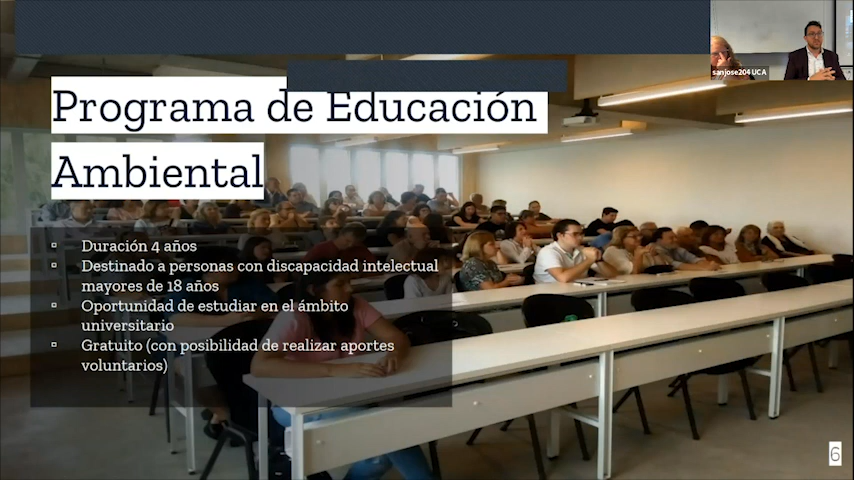 sanjose204 UCA
Programa de Educación
Ambiental
▫ Duración 4 años
▫ Destinado a personas con discapacidad intelectual
mayores de 18 años
▫ Oportunidad de estudiar en el ámbito
universitario
▫ Gratuito (con posibilidad de realizar aportes
voluntarios)
6